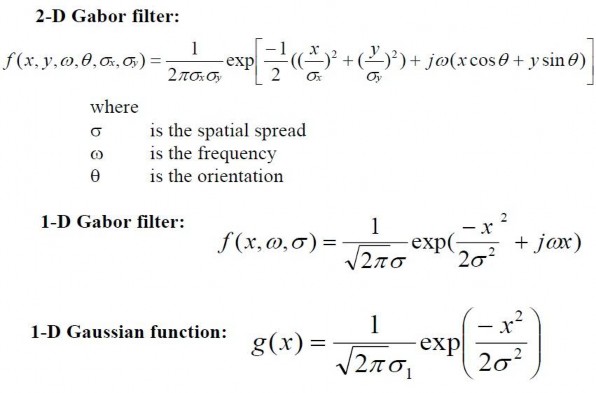 2-D Gabor filter:
f(x, y, ω, θ, σx, σy) = 1/(2πσxσy) exp[ -1/2 ((x/σx)² + (y/σy)²) + jω(x cos θ + y sin θ) ]
where
σ is the spatial spread
ω is the frequency
θ is the orientation
1-D Gabor filter:
f(x, ω, σ) = 1/(√2π σ) exp(-x²/2σ² + jωx)
1-D Gaussian function:
g(x) = 1/(√2π σ₁) exp(-x²/2σ²)